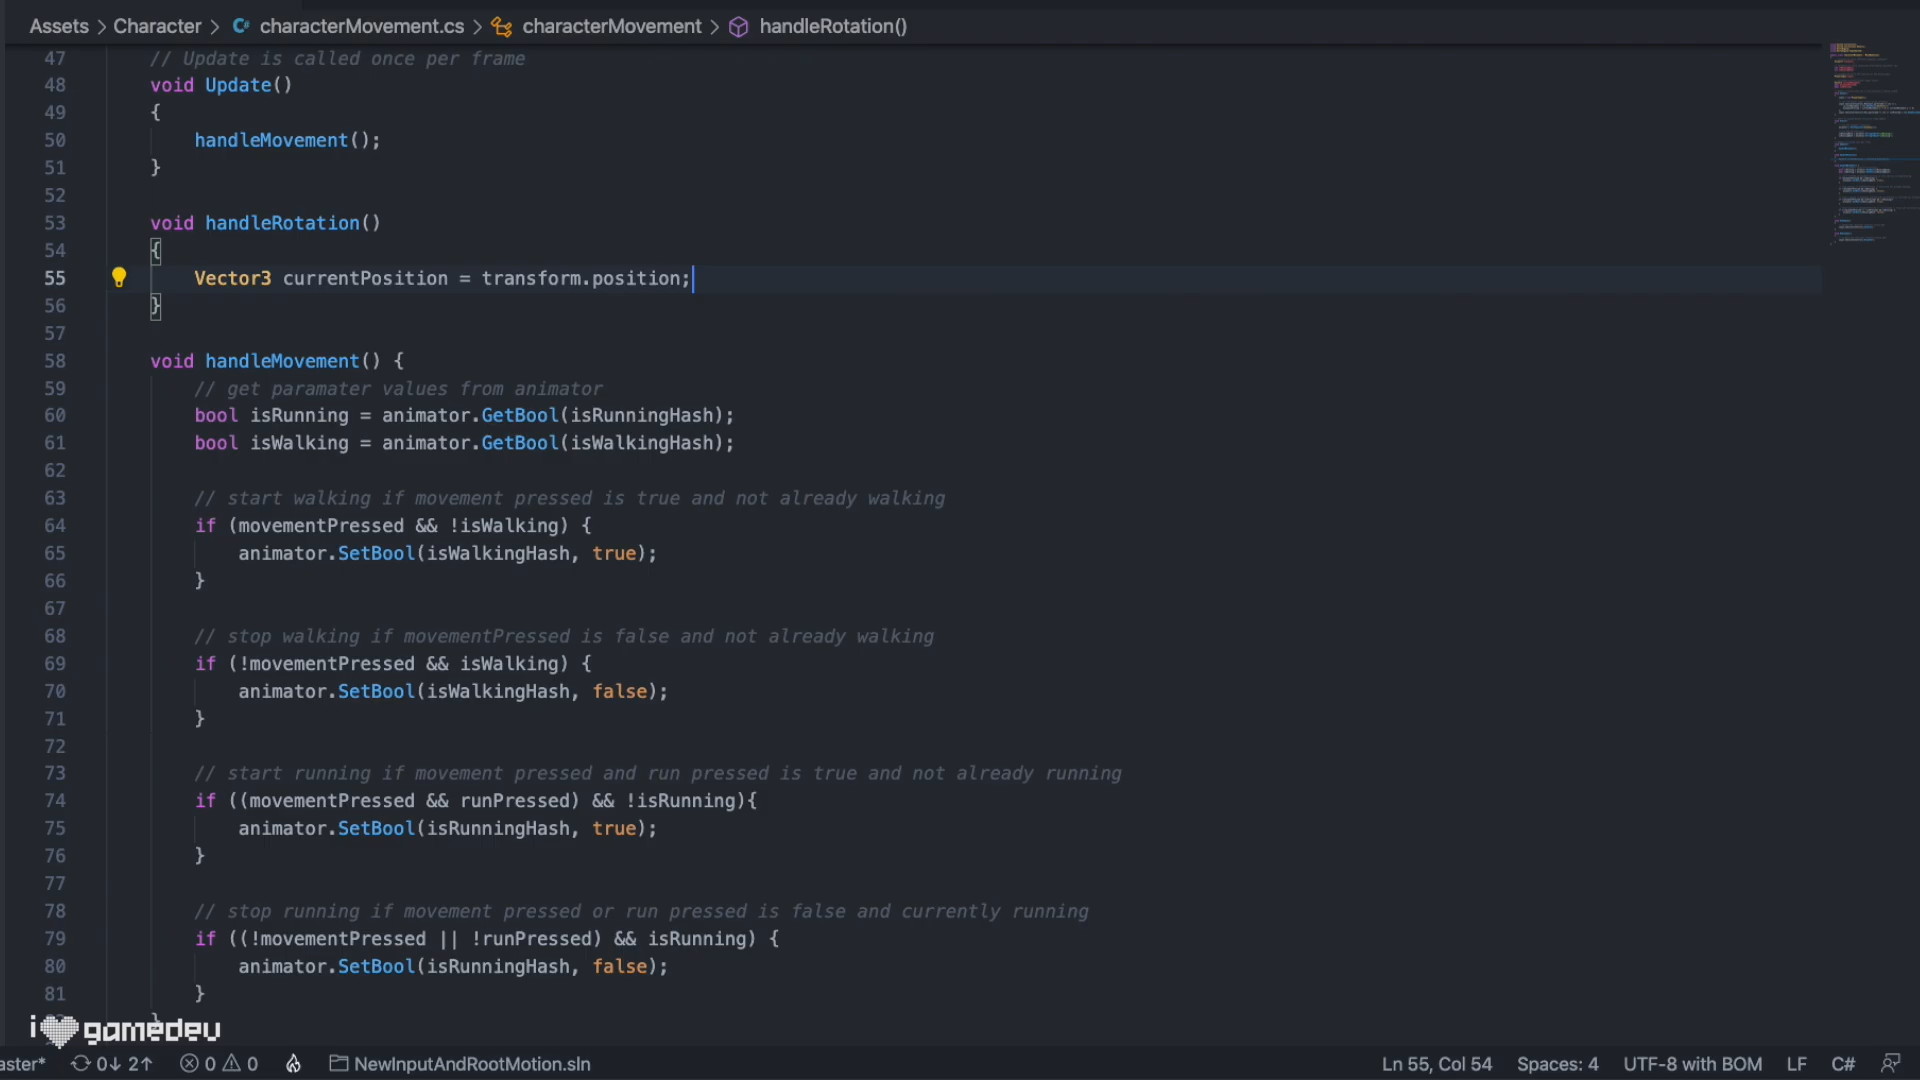 Assets > Character > C# characterMovement.cs > characterMovement > handleRotation()
47 // Update is called once per frame
48 void Update()
49 {
50 handleMovement();
51 }
52
53 void handleRotation()
54 {
55 Vector3 currentPosition = transform.position;
56 }
57
58 void handleMovement() {
59 // get paramater values from animator
60 bool isRunning = animator.GetBool(isRunningHash);
61 bool isWalking = animator.GetBool(isWalkingHash);
62
63 // start walking if movement pressed is true and not already walking
64 if (movementPressed && !isWalking) {
65 animator.SetBool(isWalkingHash, true);
66 }
67
68 // stop walking if movementPressed is false and not already walking
69 if (!movementPressed && isWalking) {
70 animator.SetBool(isWalkingHash, false);
71 }
72
73 // start running if movement pressed and run pressed is true and not already running
74 if ((movementPressed && runPressed) && !isRunning){
75 animator.SetBool(isRunningHash, true);
76 }
77
78 // stop running if movement pressed or run pressed is false and currently running
79 if ((!movementPressed || !runPressed) && isRunning) {
80 animator.SetBool(isRunningHash, false);
81 }
}
i gamedev
aster* 0↓ 2↑ 0 0 NewInputAndRootMotion.sln Ln 55, Col 54 Spaces: 4 UTF-8 with BOM LF C#